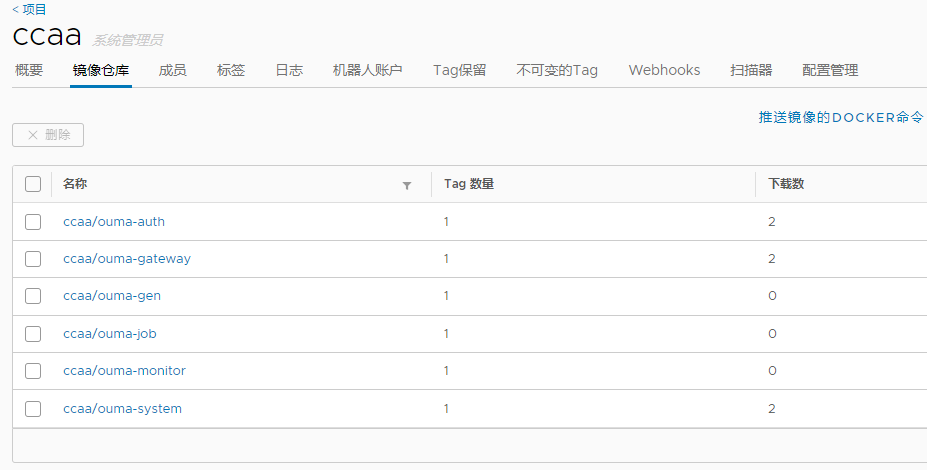 < 项目
ccaa 系统管理员
概要 镜像仓库 成员 标签 日志 机器人账户 Tag保留 不可变的Tag Webhooks 扫描器 配置管理
推送镜像的DOCKER命令
× 删除
名称 Tag 数量 下载数
ccaa/ouma-auth 1 2
ccaa/ouma-gateway 1 2
ccaa/ouma-gen 1 0
ccaa/ouma-job 1 0
ccaa/ouma-monitor 1 0
ccaa/ouma-system 1 2